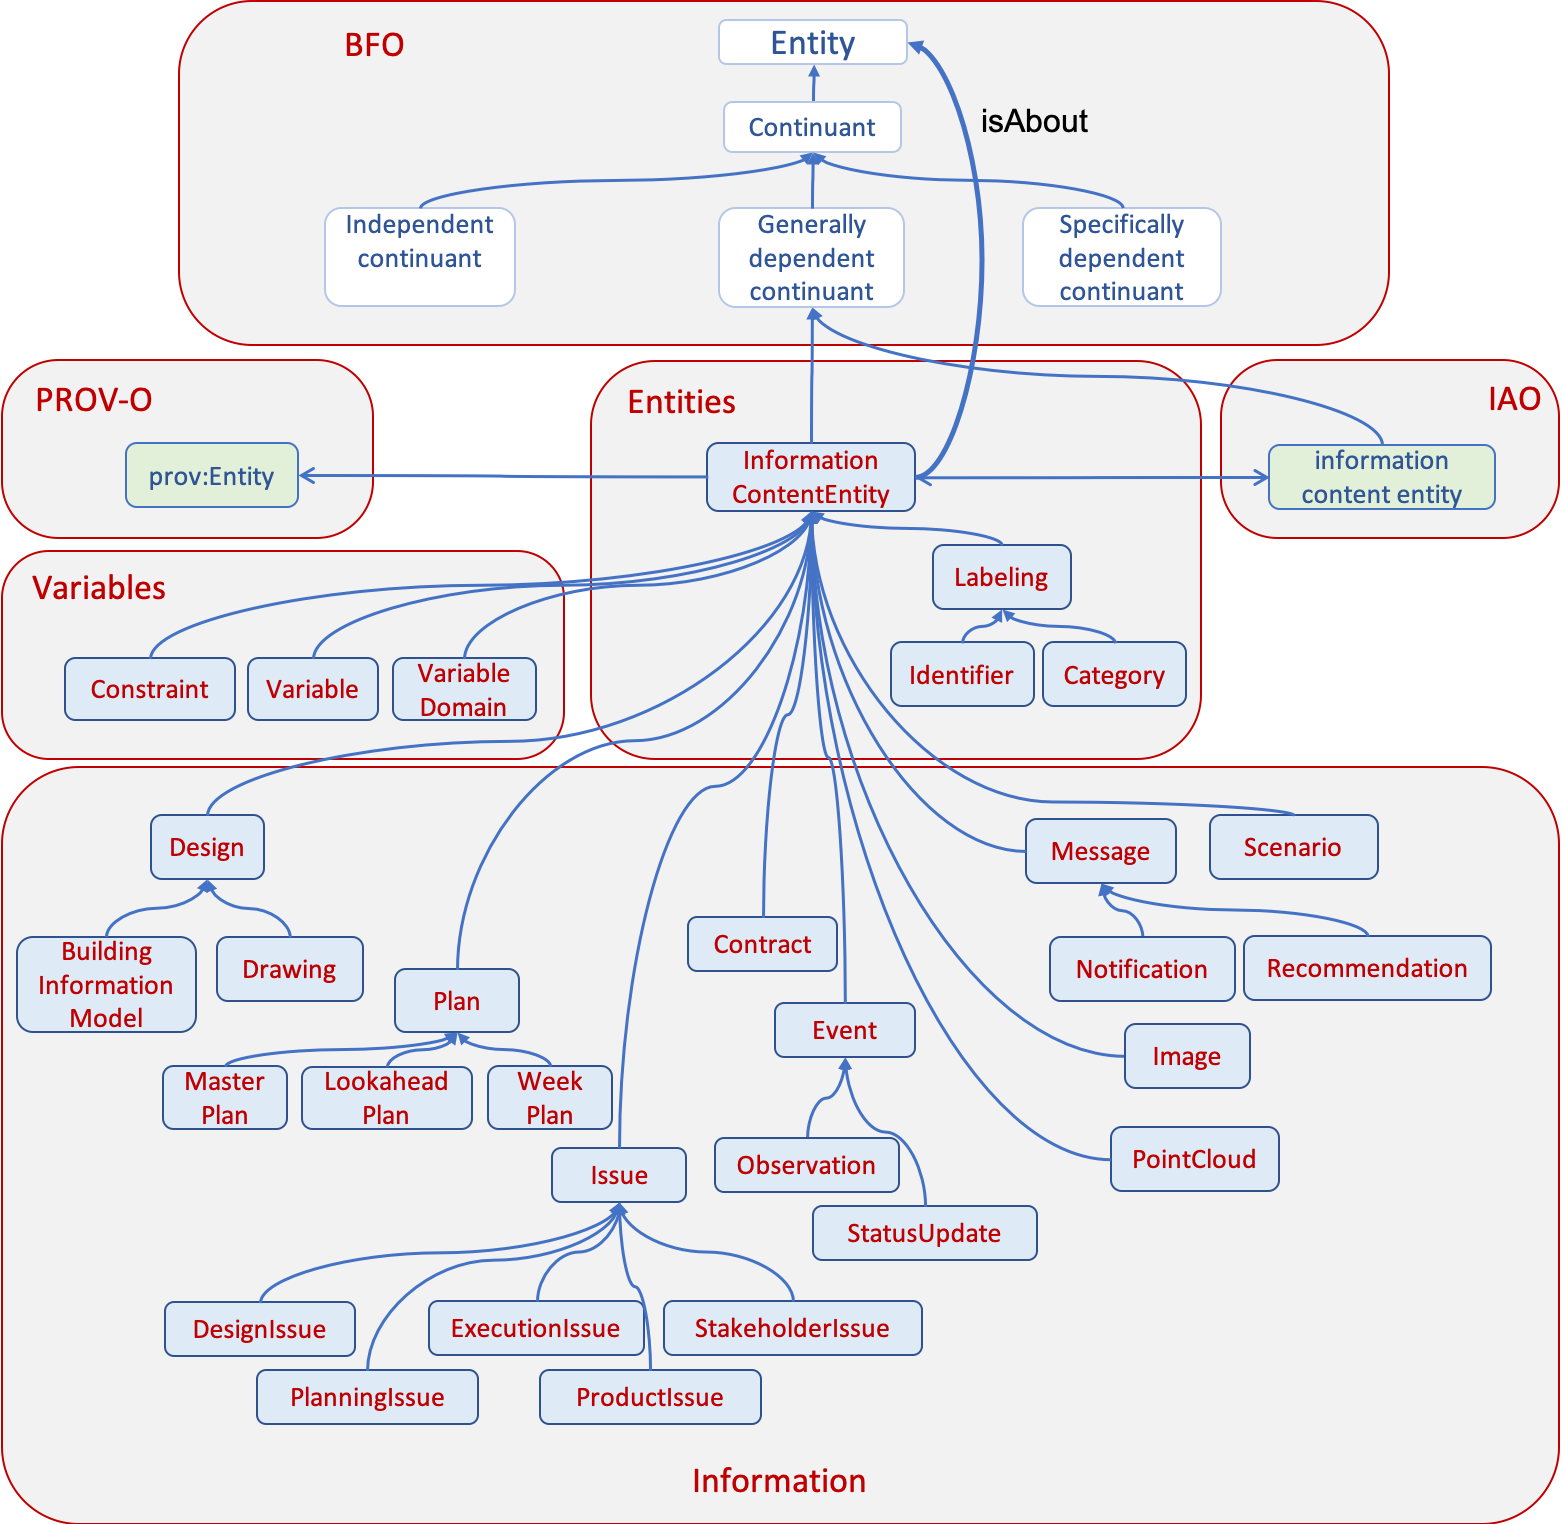 BFO
Entity
Continuant
isAbout
Independent
continuant
Generally
dependent
continuant
Specifically
dependent
continuant
PROV-O
prov:Entity
Entities
Information
ContentEntity
IAO
information
content entity
Labeling
Identifier
Category
Variables
Constraint
Variable
Variable
Domain
Design
Building
Information
Model
Drawing
Plan
Master
Plan
Lookahead
Plan
Week
Plan
Contract
Message
Scenario
Notification
Recommendation
Event
Image
Observation
StatusUpdate
PointCloud
Issue
DesignIssue
ExecutionIssue
StakeholderIssue
PlanningIssue
ProductIssue
Information